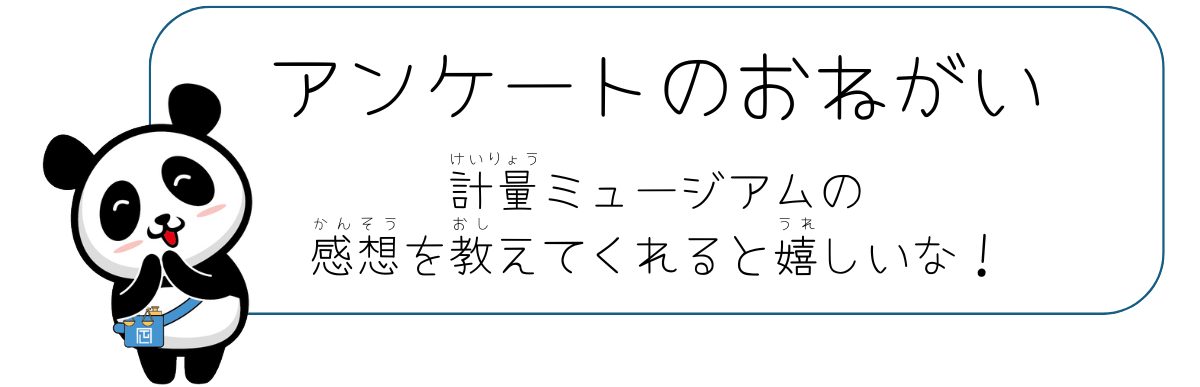 アンケートのおねがい
けいりょう
計量ミュージアムの
かんそう おし うれ
感想を教えてくれると嬉しいな！